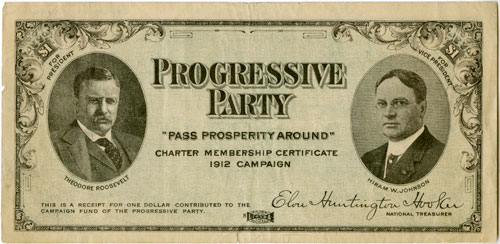 $1
FOR PRESIDENT
THEODORE ROOSEVELT
PROGRESSIVE
PARTY
"PASS PROSPERITY AROUND"
CHARTER MEMBERSHIP CERTIFICATE
1912 CAMPAIGN
$1
FOR VICE PRESIDENT
HIRAM W. JOHNSON
THIS IS A RECEIPT FOR ONE DOLLAR CONTRIBUTED TO THE
CAMPAIGN FUND OF THE PROGRESSIVE PARTY.
Elon Huntington Hooker
NATIONAL TREASURER